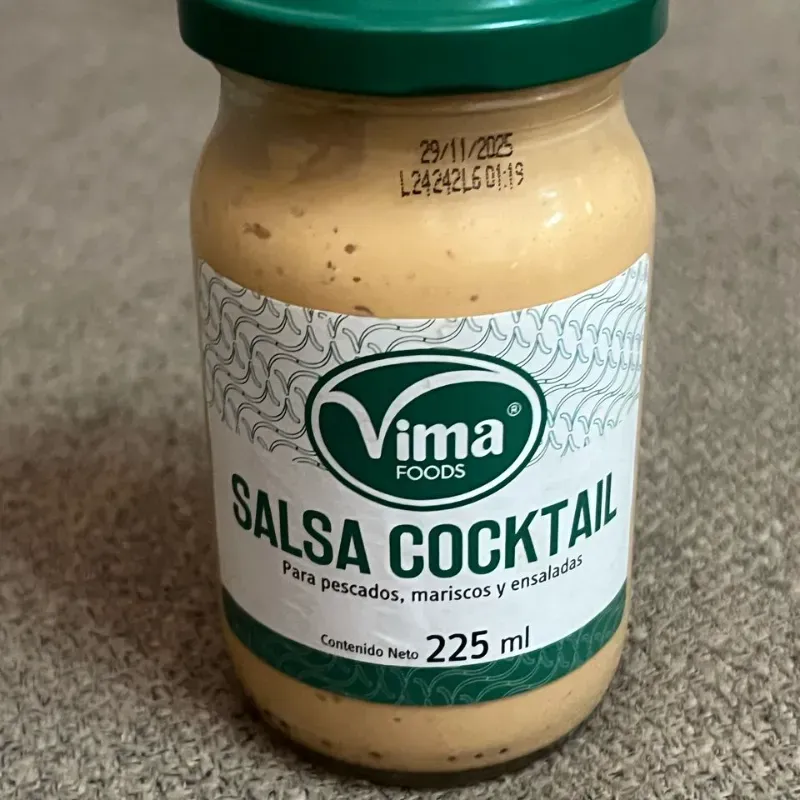 29/11/2025
L24242L6 01:19
Vima®
FOODS
SALSA COCKTAIL
Para pescados, mariscos y ensaladas
Contenido Neto 225 ml